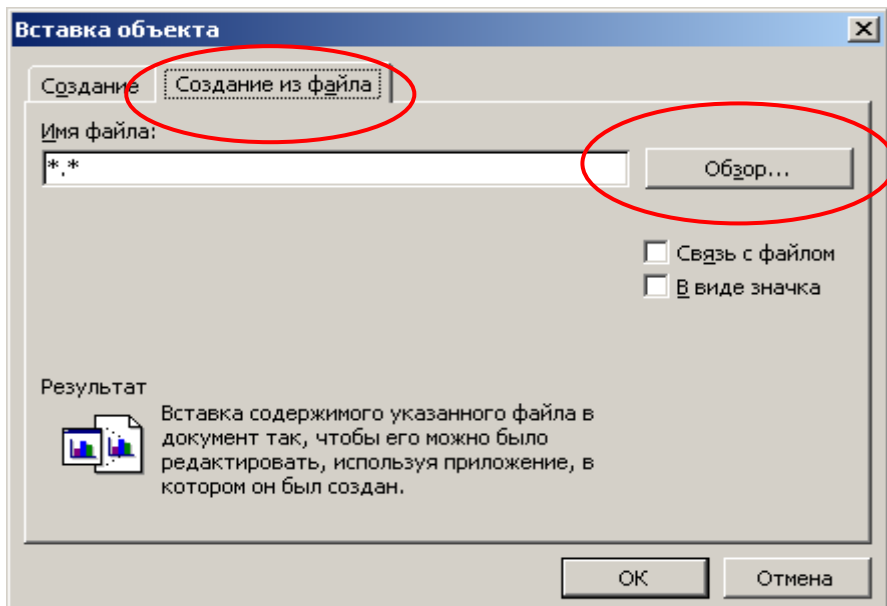 Вставка объекта
Создание
Создание из файла
Имя файла:
*.*
Обзор...
Связь с файлом
В виде значка
Результат
Вставка содержимого указанного файла в
документ так, чтобы его можно было
редактировать, используя приложение, в
котором он был создан.
ОК
Отмена